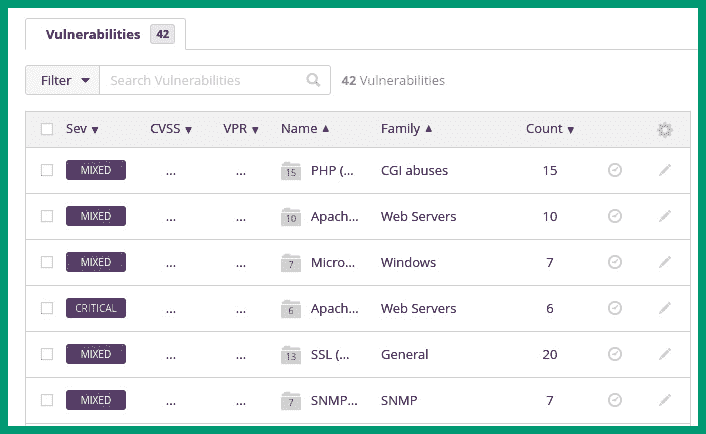 Vulnerabilities 42
Filter Search Vulnerabilities 42 Vulnerabilities
Sev CVSS VPR Name Family Count
MIXED ... ... 15 PHP (... CGI abuses 15
MIXED ... ... 10 Apach... Web Servers 10
MIXED ... ... 7 Micro... Windows 7
CRITICAL ... ... 6 Apach... Web Servers 6
MIXED ... ... 13 SSL (... General 20
MIXED ... ... 7 SNMP... SNMP 7